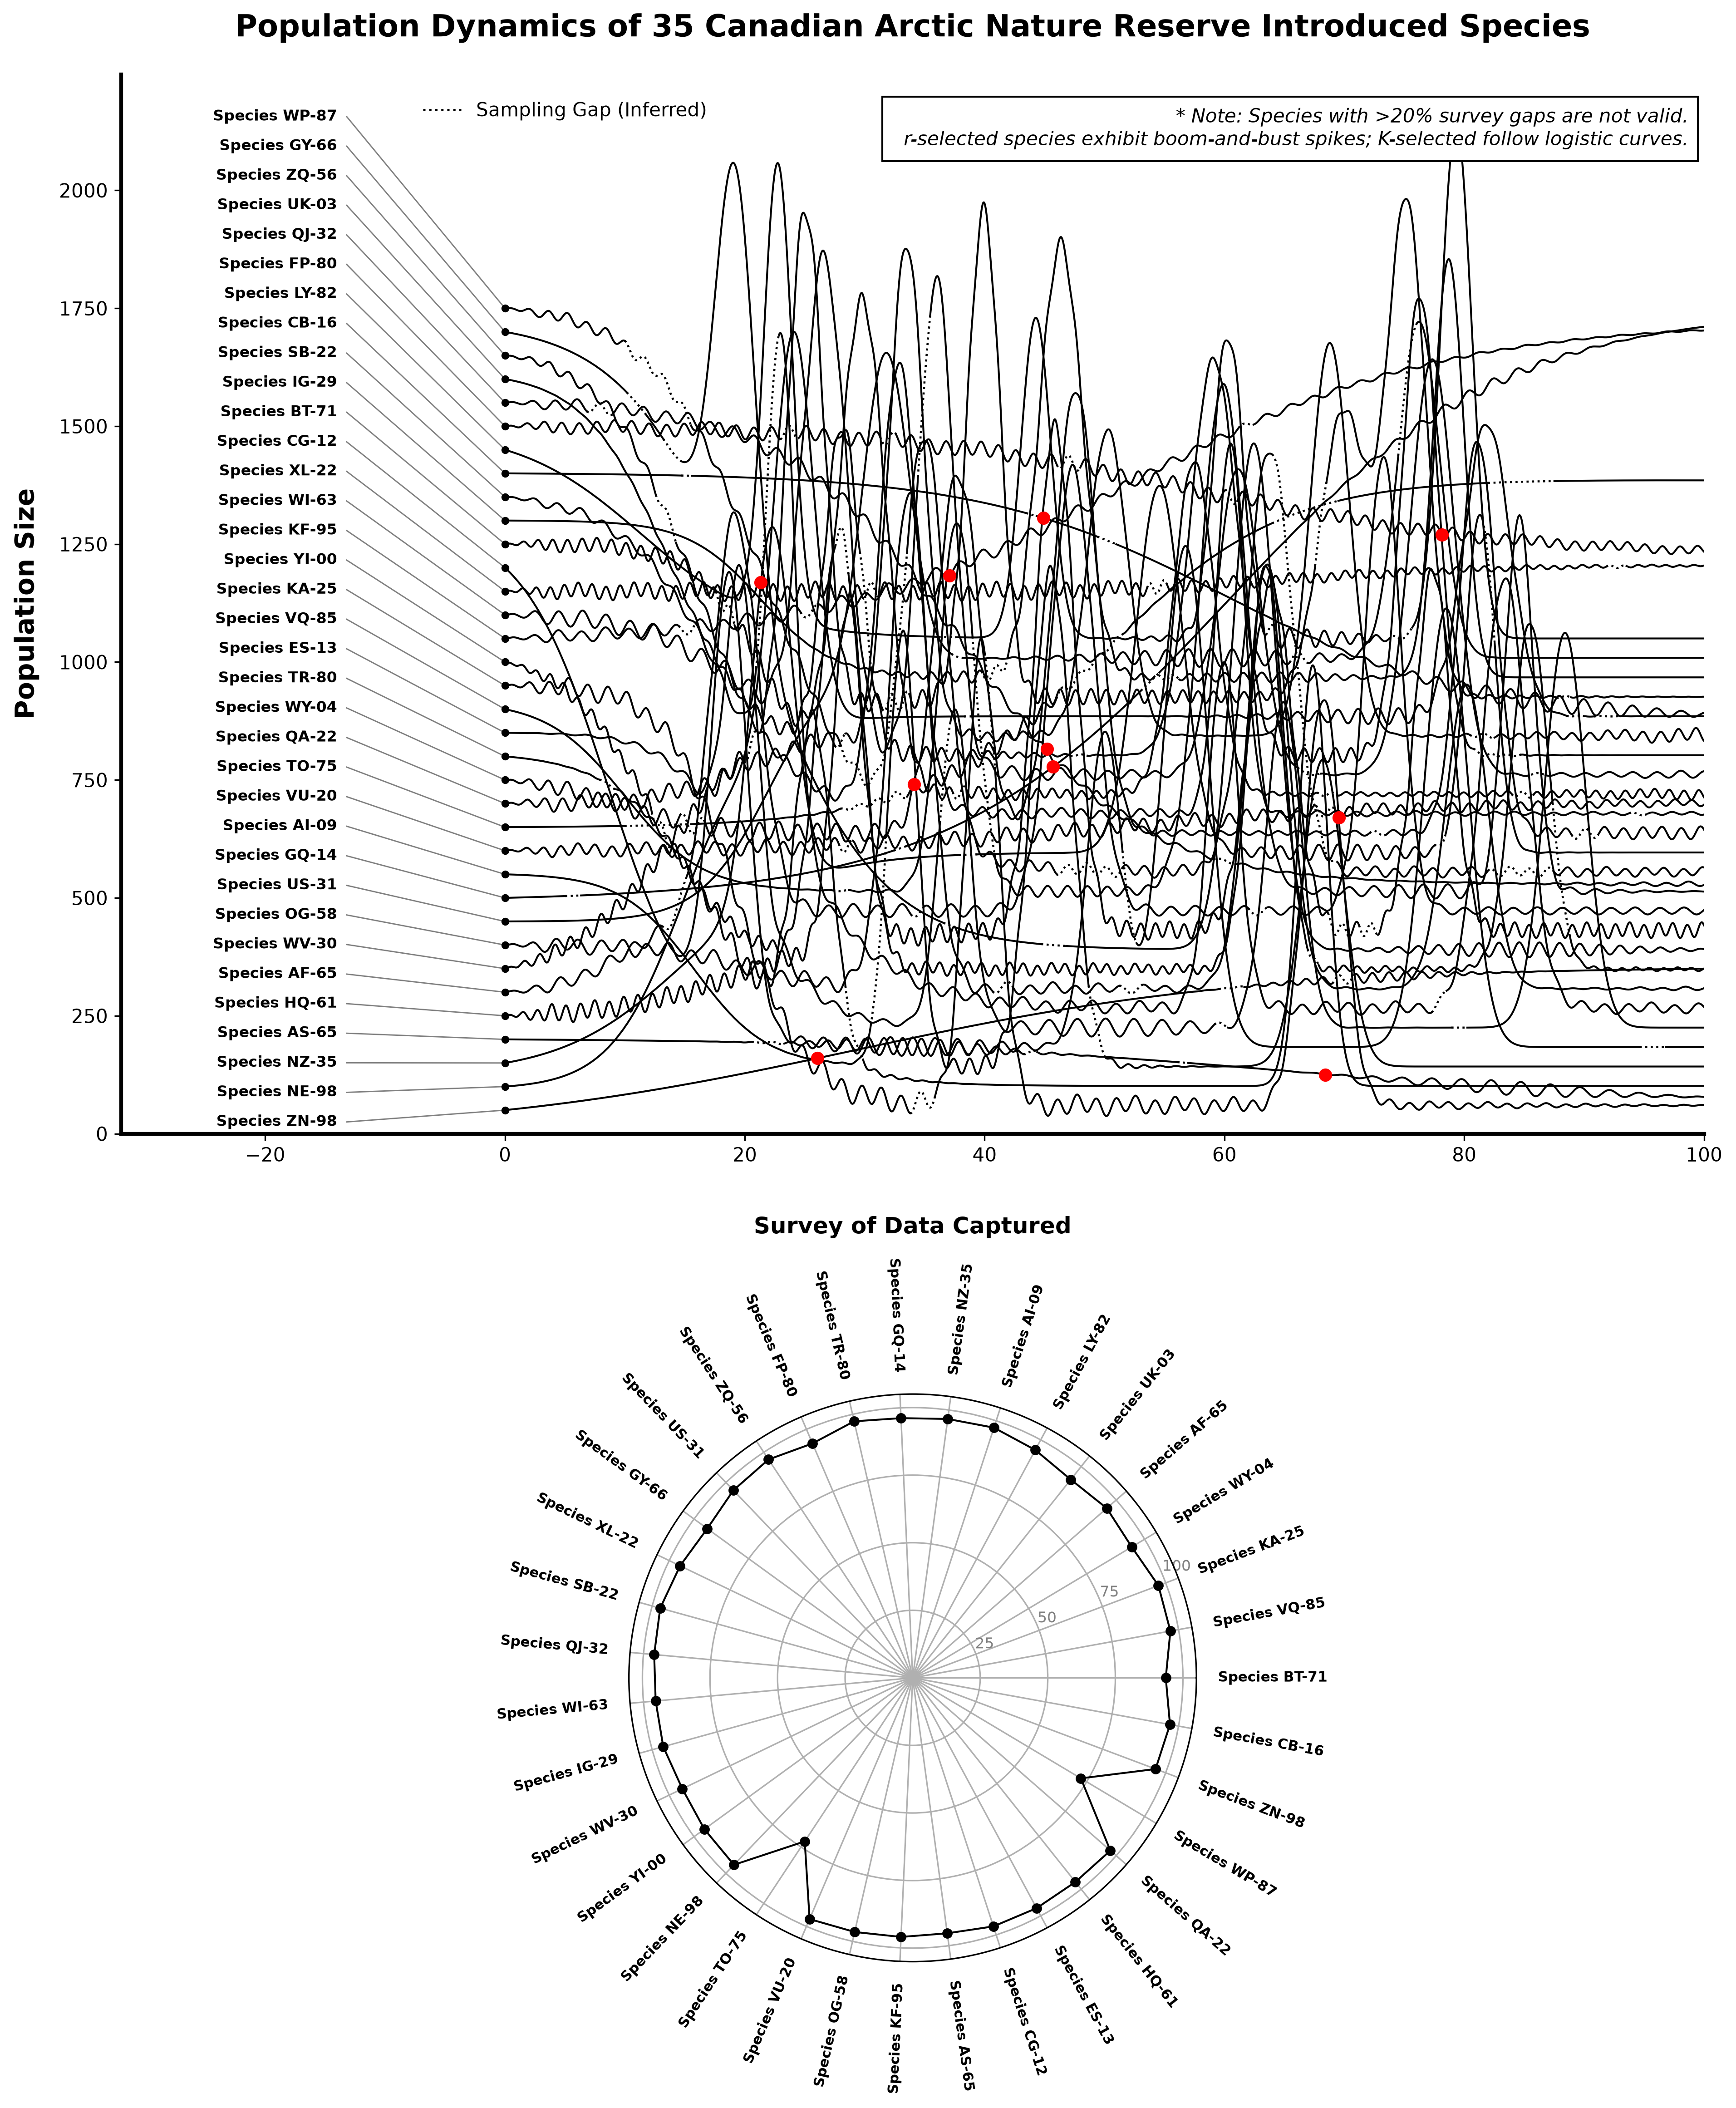 Population Dynamics of 35 Canadian Arctic Nature Reserve Introduced Species
Sampling Gap (Inferred)
* Note: Species with >20% survey gaps are not valid.
r-selected species exhibit boom-and-bust spikes; K-selected follow logistic curves.
Species WP-87
Species GY-66
Species ZQ-56
Species UK-03
Species QJ-32
Species FP-80
Species LY-82
Species CB-16
Species SB-22
Species IG-29
Species BT-71
Species CG-12
Species XL-22
Species WI-63
Species KF-95
Species YI-00
Species KA-25
Species VQ-85
Species ES-13
Species TR-80
Species WY-04
Species QA-22
Species TO-75
Species VU-20
Species AI-09
Species GQ-14
Species US-31
Species OG-58
Species WV-30
Species AF-65
Species HQ-61
Species AS-65
Species NZ-35
Species NE-98
Species ZN-98
Population Size
2000
1750
1500
1250
1000
750
500
250
0
−20
0
20
40
60
80
100
Survey of Data Captured
Species BT-71
Species VQ-85
Species KA-25
Species WY-04
Species AF-65
Species UK-03
Species LY-82
Species AI-09
Species NZ-35
Species GQ-14
Species TR-80
Species FP-80
Species ZQ-56
Species US-31
Species GY-66
Species XL-22
Species SB-22
Species QJ-32
Species WI-63
Species IG-29
Species WV-30
Species YI-00
Species NE-98
Species TO-75
Species VU-20
Species OG-58
Species KF-95
Species AS-65
Species CG-12
Species ES-13
Species HQ-61
Species QA-22
Species WP-87
Species ZN-98
Species CB-16
25
50
75
100